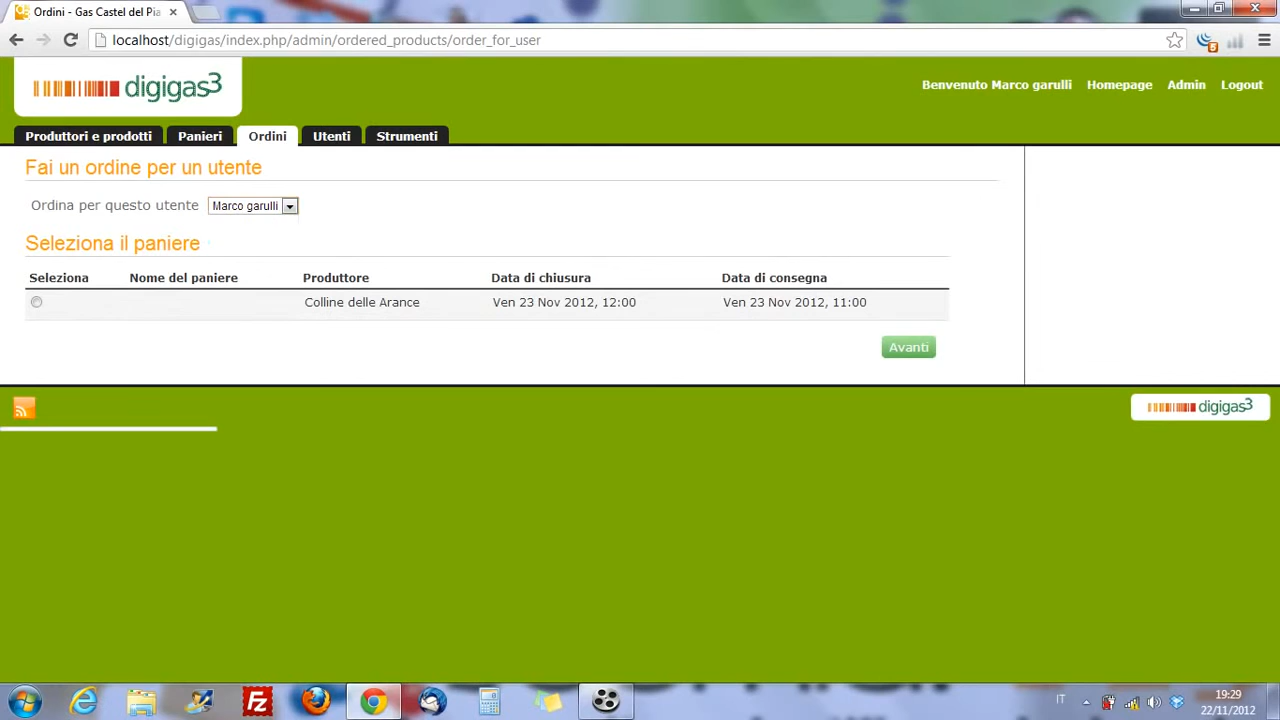 Ordini - Gas Castel del Pia
localhost/digigas/index.php/admin/ordered_products/order_for_user
5
digigas3
Benvenuto Marco garulli Homepage Admin Logout
Produttori e prodotti Panieri Ordini Utenti Strumenti
Fai un ordine per un utente
Ordina per questo utente Marco garulli
Seleziona il paniere
Seleziona Nome del paniere Produttore Data di chiusura Data di consegna
Colline delle Arance Ven 23 Nov 2012, 12:00 Ven 23 Nov 2012, 11:00
Avanti
digigas3
Fz
IT
19:29
22/11/2012